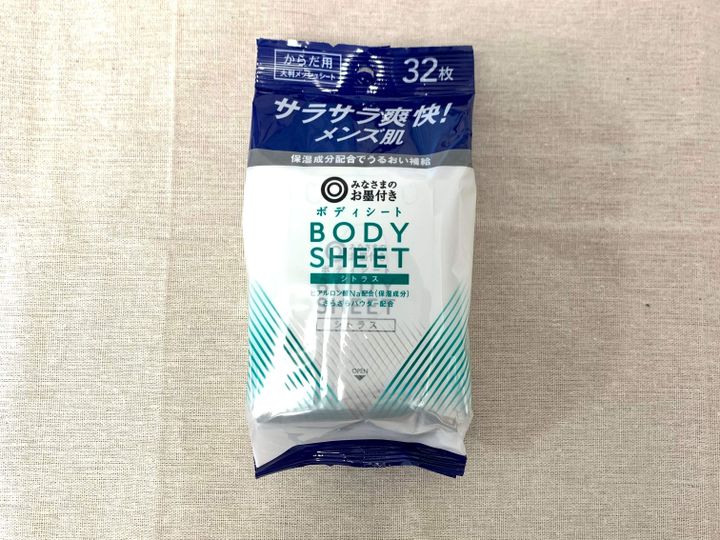 からだ用
大判メッシュシート
32枚
サラサラ爽快!
メンズ肌
保湿成分配合でうるおい補給
みなさまの
お墨付き
ボディシート
BODY
SHEET
シトラス
ヒアルロン酸Na配合(保湿成分)
さらさらパウダー配合
シトラス
OPEN